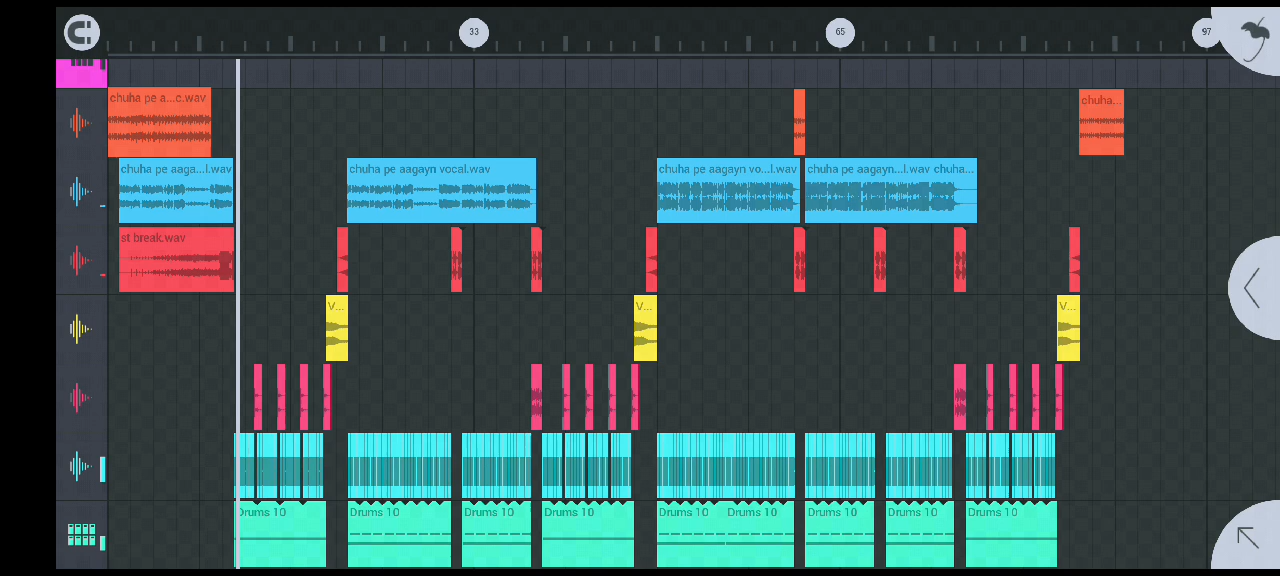 33 65 97
chuha pe a...c.wav chuha...
chuha pe aaga...l.wav chuha pe aagayn vocal.wav chuha pe aagayn vo...l.wav chuha pe aagayn...l.wav chuha...
st break.wav
V... V... V...
Drums 10 Drums 10 Drums 10 Drums 10 Drums 10 Drums 10 Drums 10 Drums 10 Drums 10